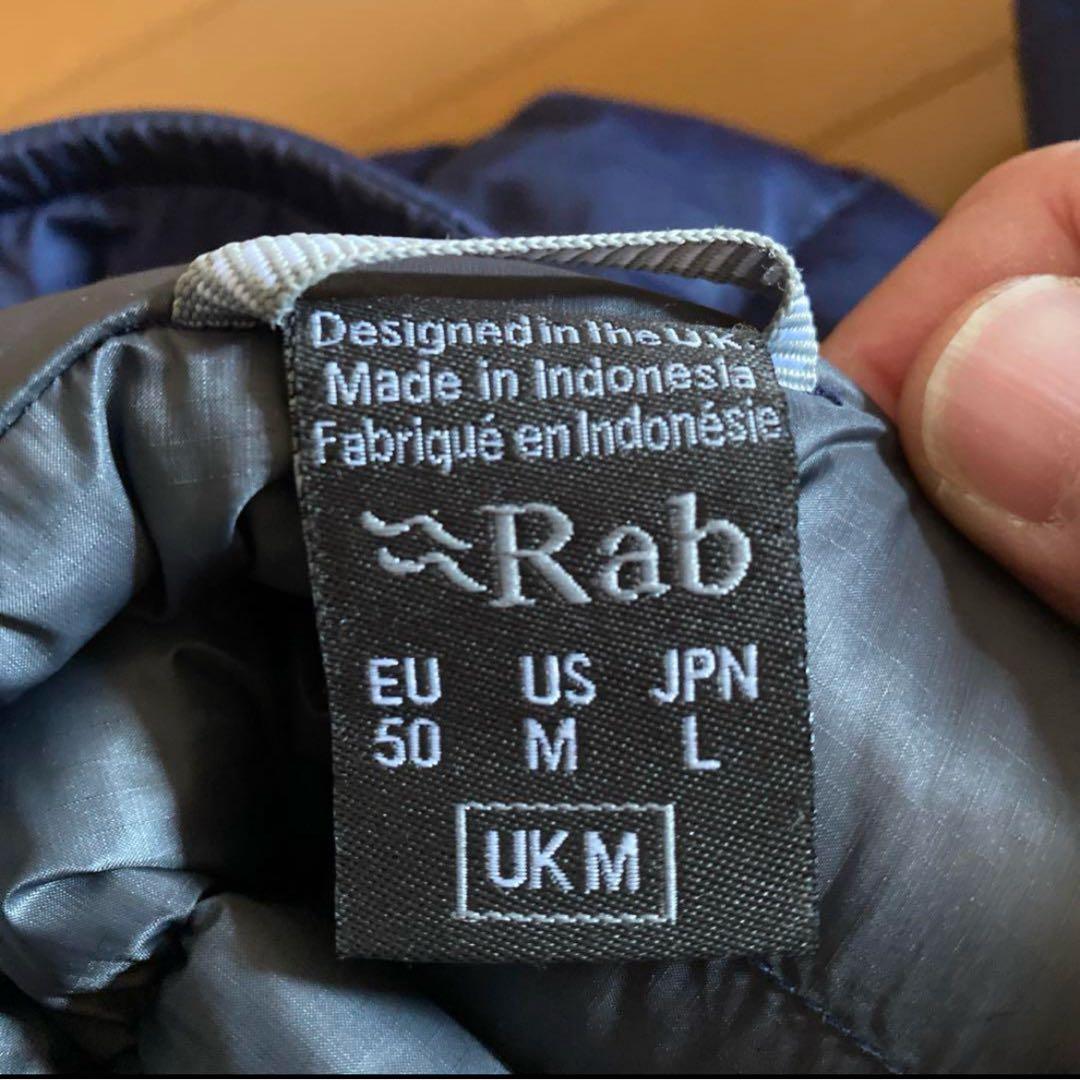 Designed in the U.K.
Made in Indonesia
Fabriqué en Indonésie
Rab
EU US JPN
50 M L
UK M